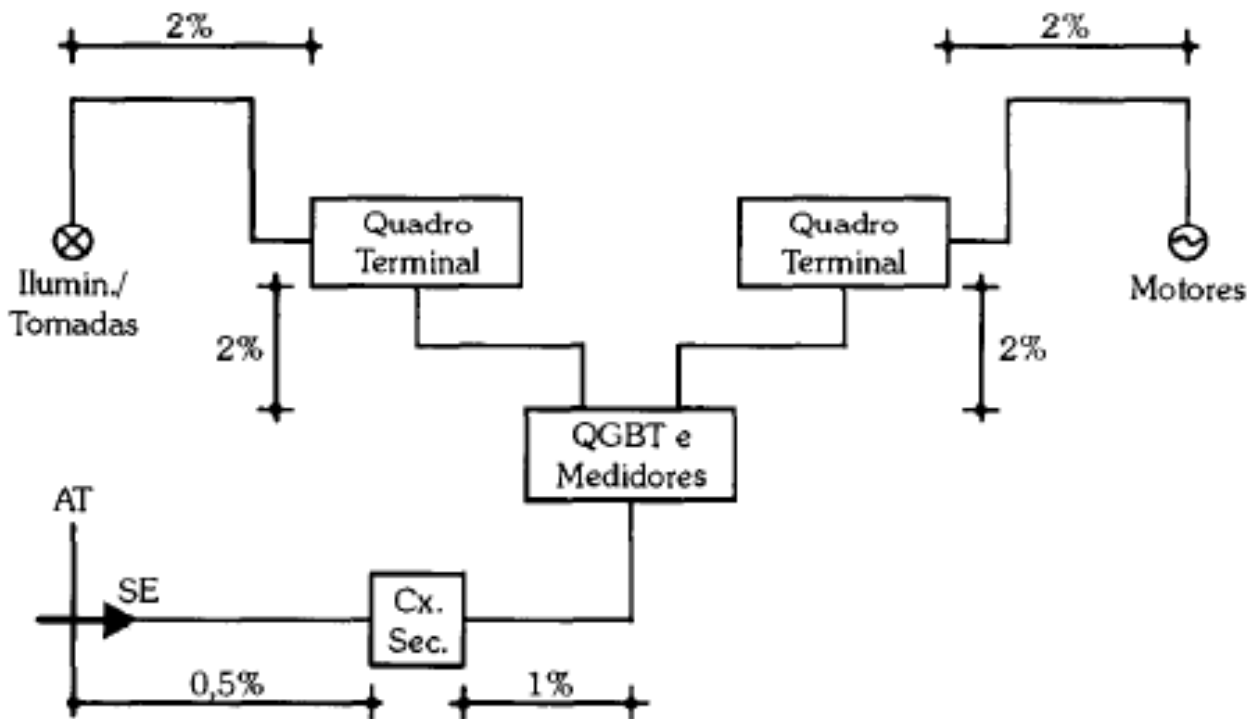 2%
2%
Quadro
Terminal
Quadro
Terminal
Ilumin./
Tomadas
Motores
2%
2%
QGBT e
Medidores
AT
SE
Cx.
Sec.
0,5%
1%